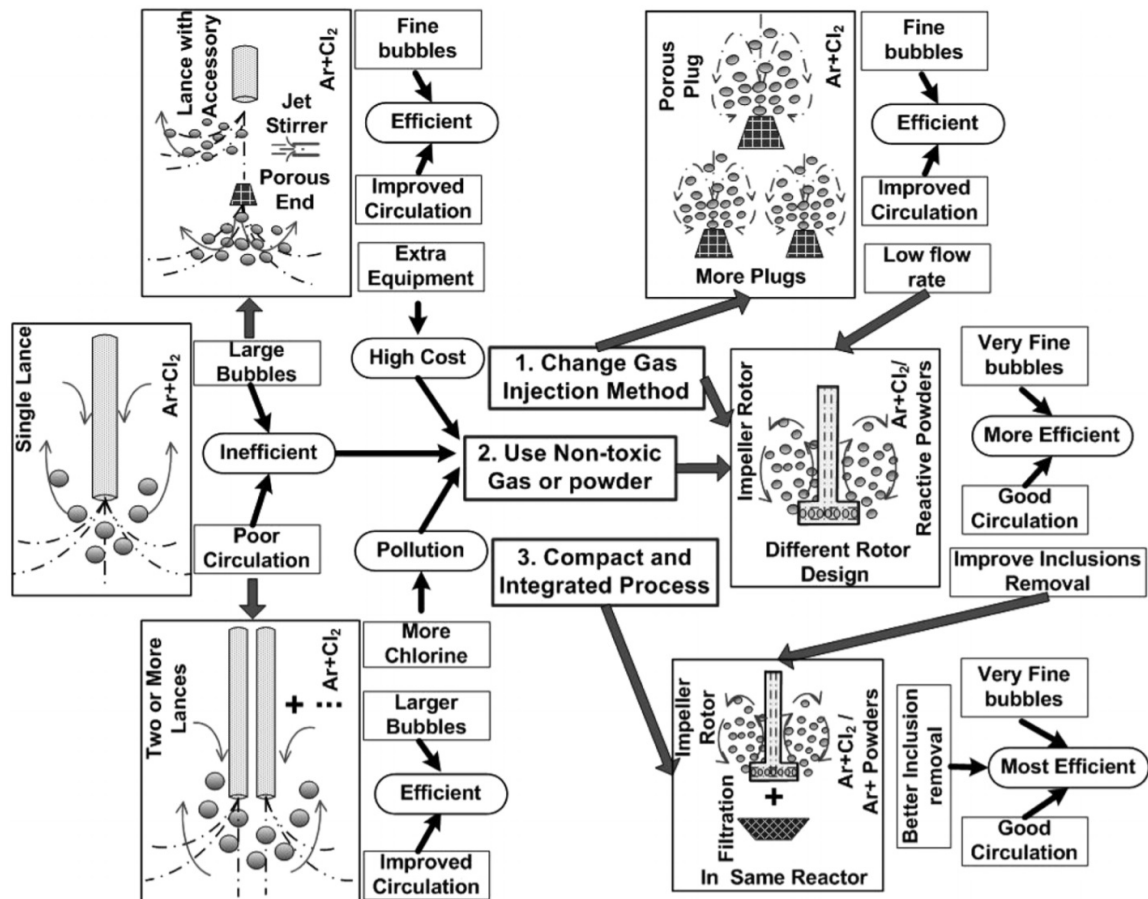 Lance with
Accessory
Ar+Cl₂
Jet
Stirrer
Porous
End
Fine
bubbles
Efficient
Improved
Circulation
Extra
Equipment
High Cost
Porous
Plug
Ar+Cl₂
More Plugs
Fine
bubbles
Efficient
Improved
Circulation
Low flow
rate
Single Lance
Ar+Cl₂
Large
Bubbles
Inefficient
Poor
Circulation
1. Change Gas
Injection Method
2. Use Non-toxic
Gas or powder
3. Compact and
Integrated Process
Pollution
More
Chlorine
Impeller Rotor
Ar+Cl₂/
Reactive Powders
Different Rotor
Design
Very Fine
bubbles
More Efficient
Good
Circulation
Improve Inclusions
Removal
Two or More
Lances
+ ...
Ar+Cl₂
Larger
Bubbles
Efficient
Improved
Circulation
Impeller
Rotor
Ar+Cl₂ /
Ar+ Powders
+
Filtration
In Same Reactor
Better Inclusion
removal
Very Fine
bubbles
Most Efficient
Good
Circulation